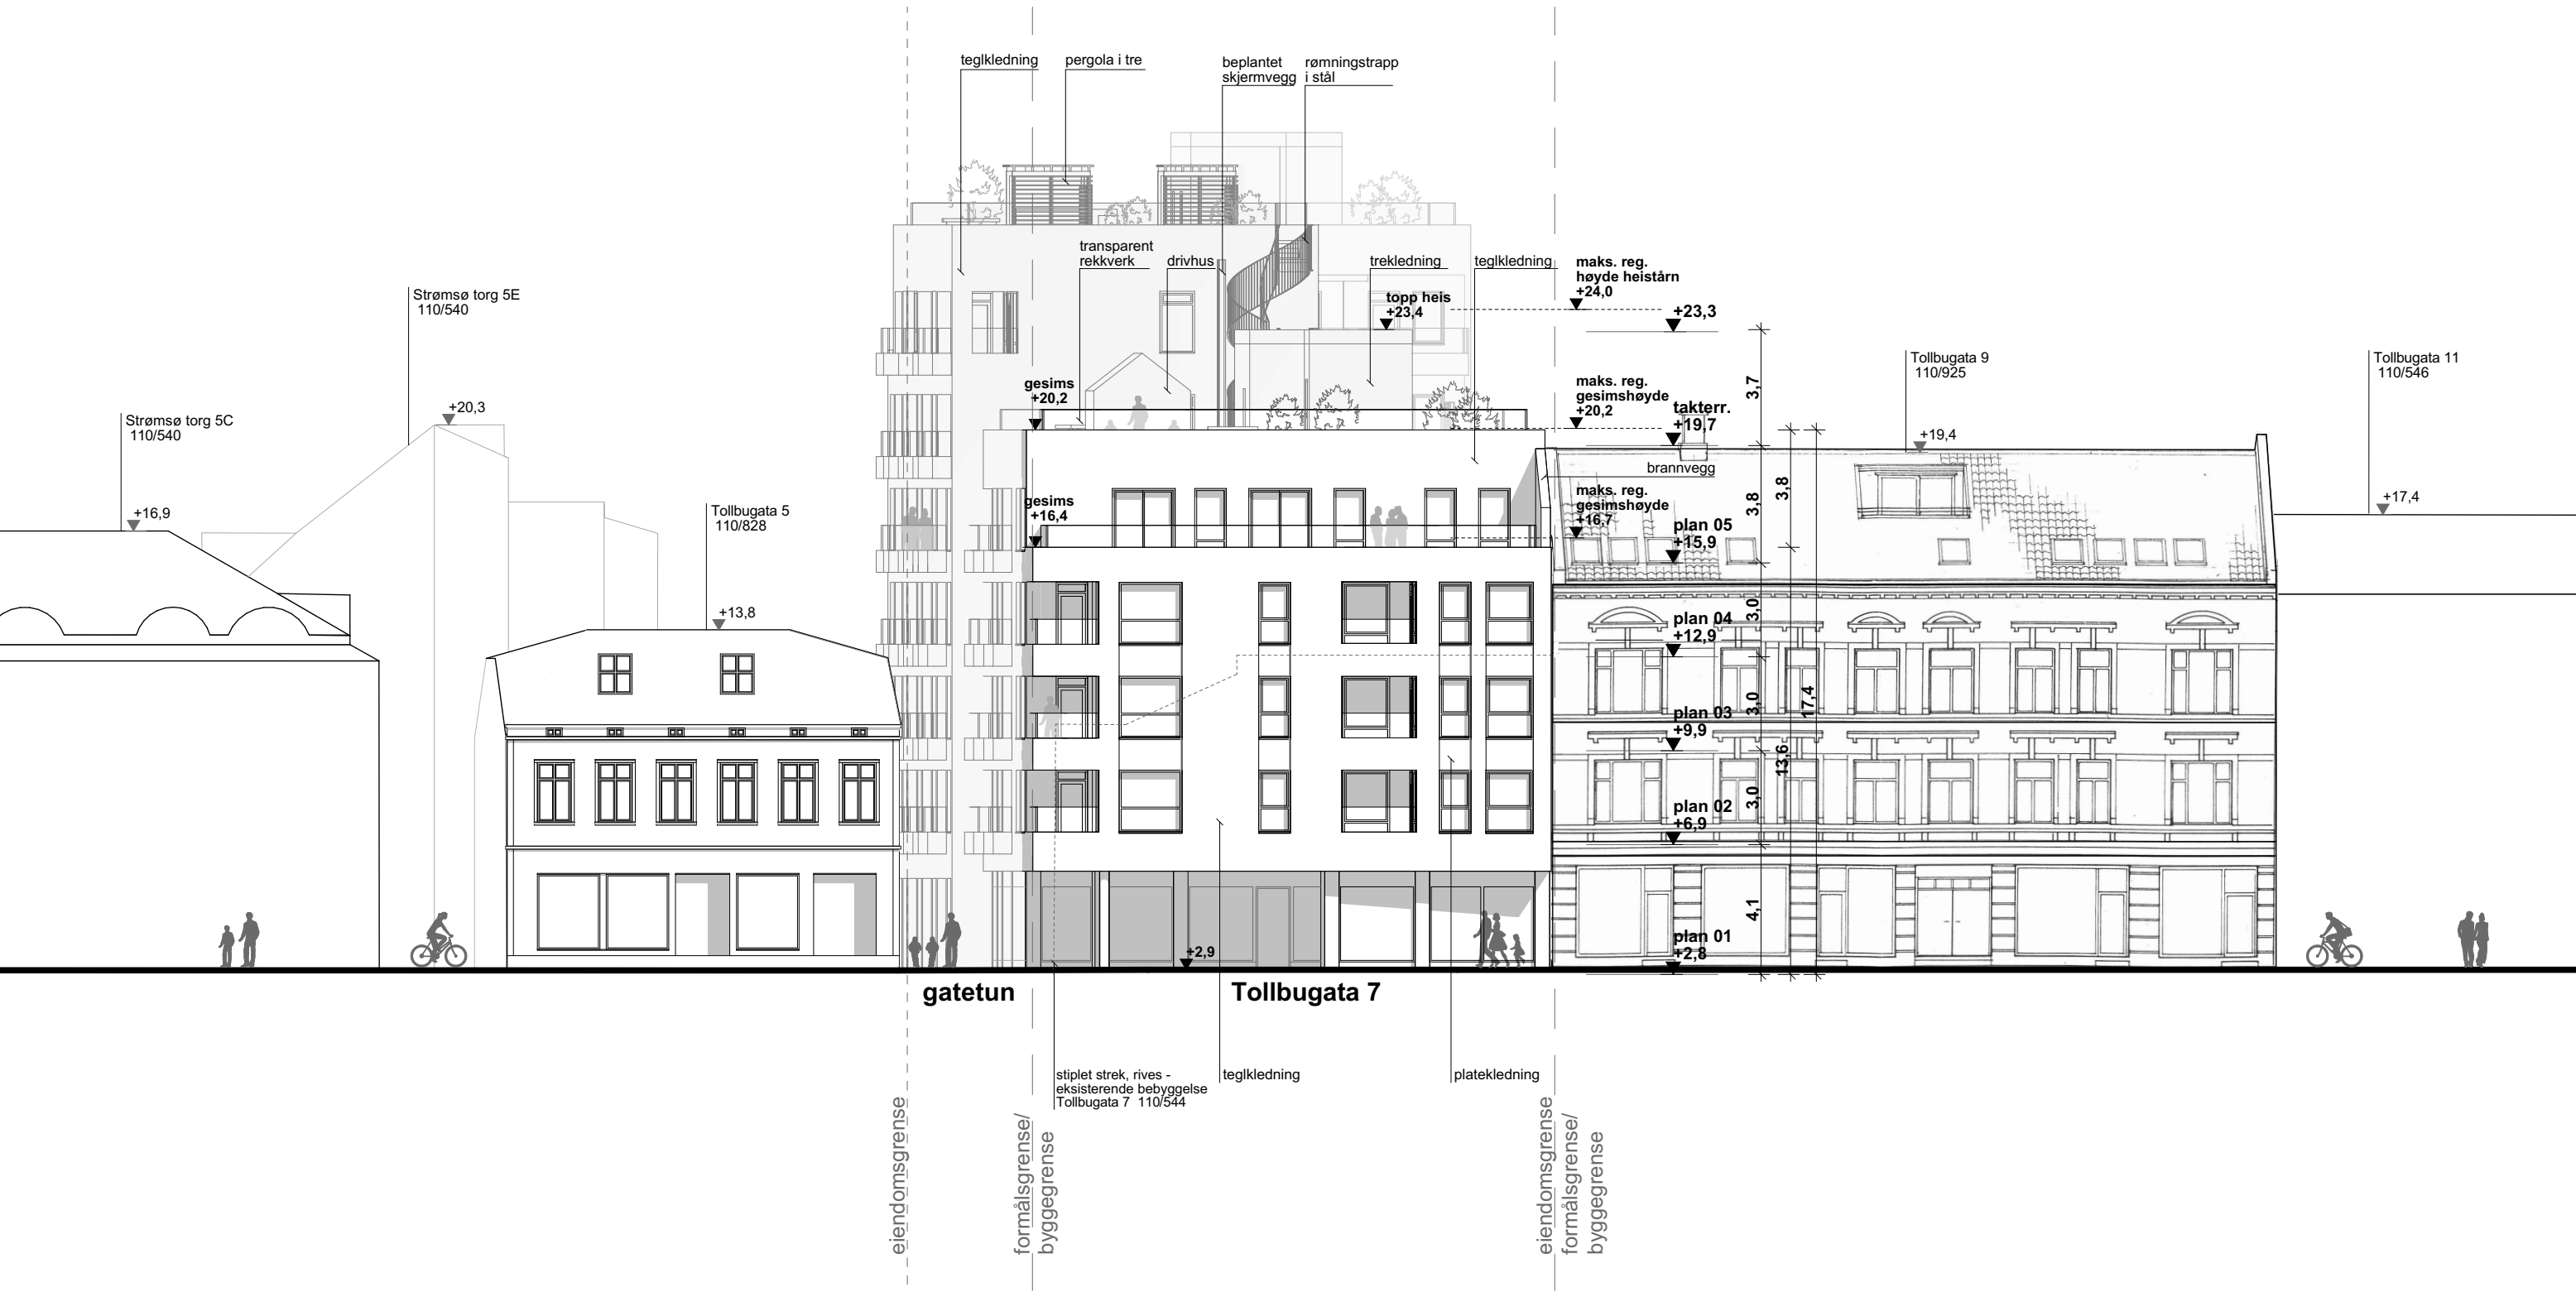 teglkledning
pergola i tre
beplantet
skjermvegg
rømningstrapp
i stål
transparent
rekkverk
drivhus
trekledning
teglkledning
maks. reg.
høyde heistårn
+24,0
topp heis
+23,4
+23,3
Strømsø torg 5E
110/540
+20,3
Strømsø torg 5C
110/540
+16,9
Tollbugata 5
110/828
+13,8
gesims
+20,2
gesims
+16,4
maks. reg.
gesimshøyde
+20,2
takterr.
+19,7
brannvegg
maks. reg.
gesimshøyde
+16,7
plan 05
+15,9
plan 04
+12,9
plan 03
+9,9
plan 02
+6,9
plan 01
+2,8
3,7
3,8
3,8
3,0
3,0
3,0
4,1
13,6
17,4
Tollbugata 9
110/925
+19,4
Tollbugata 11
110/546
+17,4
+2,9
gatetun
Tollbugata 7
stiplet strek, rives -
eksisterende bebyggelse
Tollbugata 7 110/544
teglkledning
platekledning
eiendomsgrense
formålsgrense/
byggegrense
eiendomsgrense
formålsgrense/
byggegrense